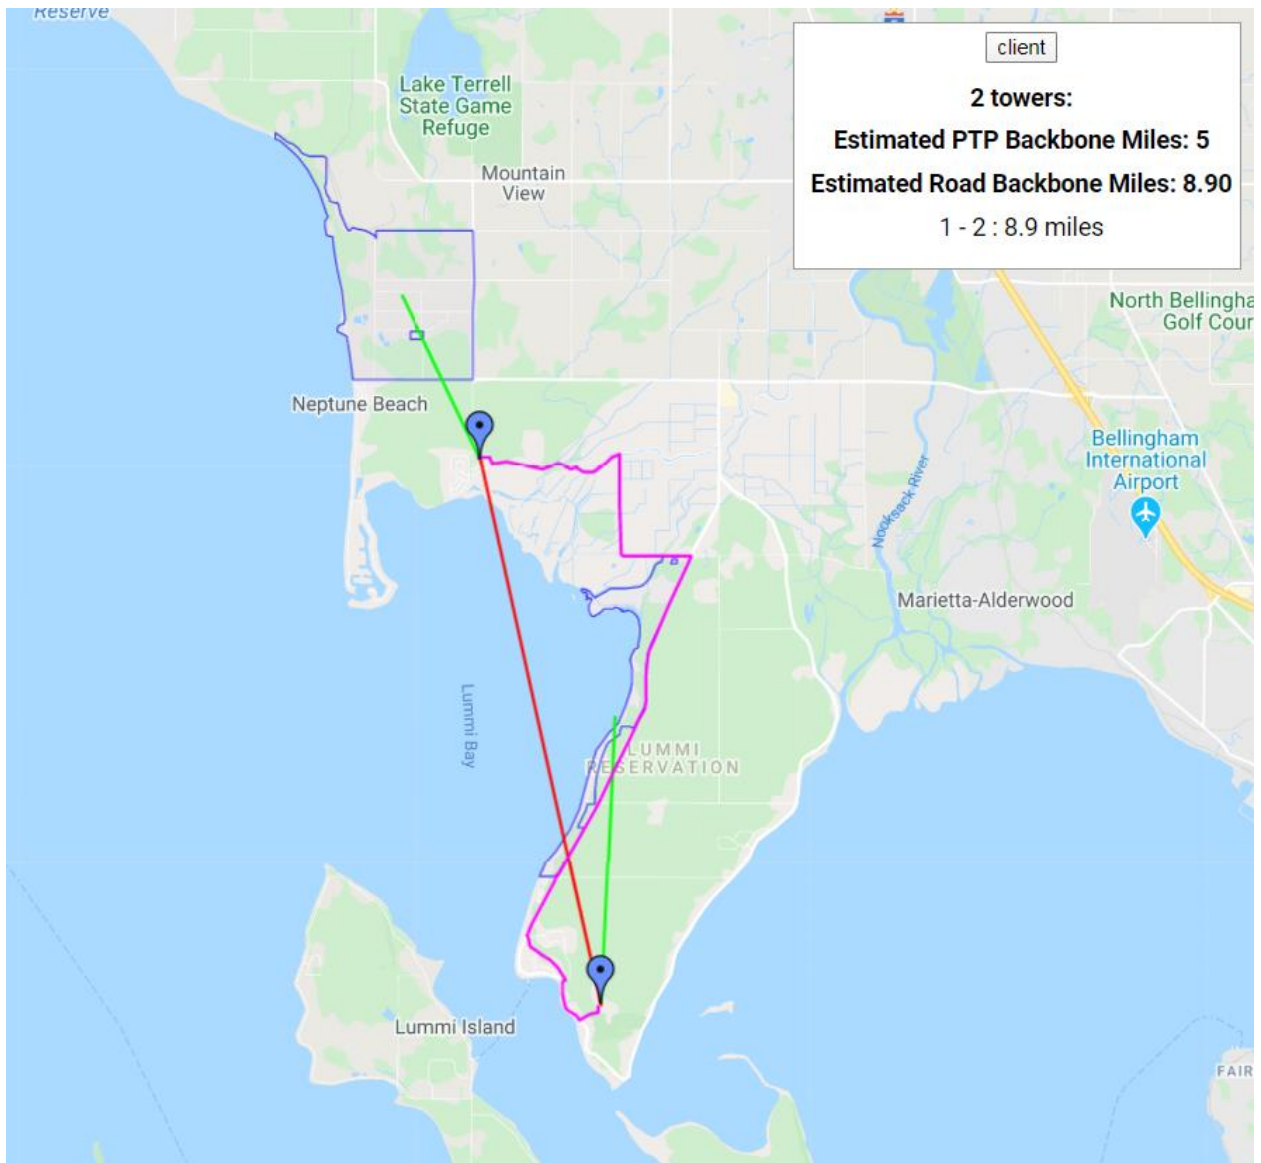 Reserve
client
2 towers:
Estimated PTP Backbone Miles: 5
Estimated Road Backbone Miles: 8.90
1 - 2 : 8.9 miles
Lake Terrell
State Game
Refuge
Mountain
View
North Bellingha
Golf Cour
Neptune Beach
Bellingham
International
Airport
Nooksack River
Marietta-Alderwood
Lummi Bay
LUMMI
RESERVATION
Lummi Island
FAIR